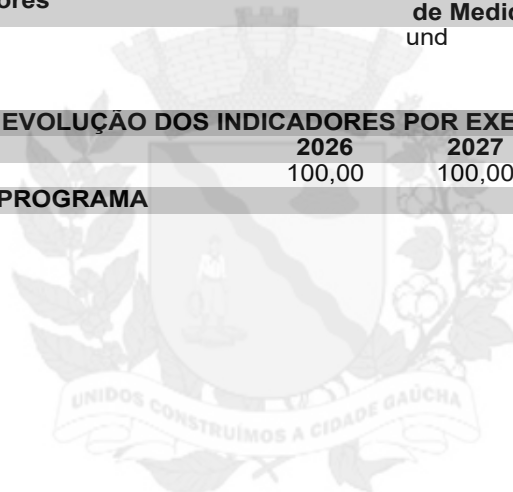 ores
de Medic
und
EVOLUÇÃO DOS INDICADORES POR EXE
2026 2027
100,00 100,00
PROGRAMA
UNIDOS CONSTRUÍMOS A CIDADE GAÚCHA